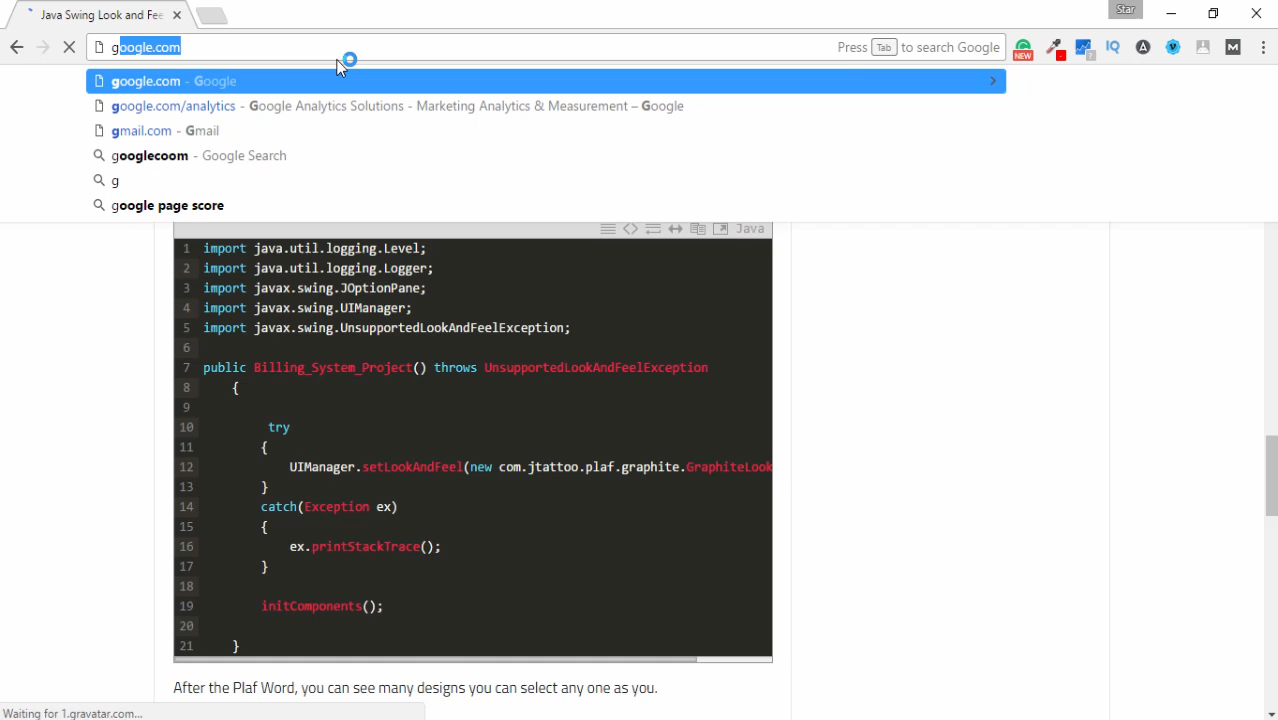 Java Swing Look and Fee
Star
google.com
Press Tab to search Google
NEW
IQ
A
M
google.com - Google
google.com/analytics - Google Analytics Solutions - Marketing Analytics & Measurement – Google
gmail.com - Gmail
googlecoom - Google Search
g
google page score
Java
1 import java.util.logging.Level;
2 import java.util.logging.Logger;
3 import javax.swing.JOptionPane;
4 import javax.swing.UIManager;
5 import javax.swing.UnsupportedLookAndFeelException;
6
7 public Billing_System_Project() throws UnsupportedLookAndFeelException
8 {
9
10 try
11 {
12 UIManager.setLookAndFeel(new com.jtattoo.plaf.graphite.GraphiteLook
13 }
14 catch(Exception ex)
15 {
16 ex.printStackTrace();
17 }
18
19 initComponents();
20
21 }
After the Plaf Word, you can see many designs you can select any one as you.
Waiting for 1.gravatar.com...